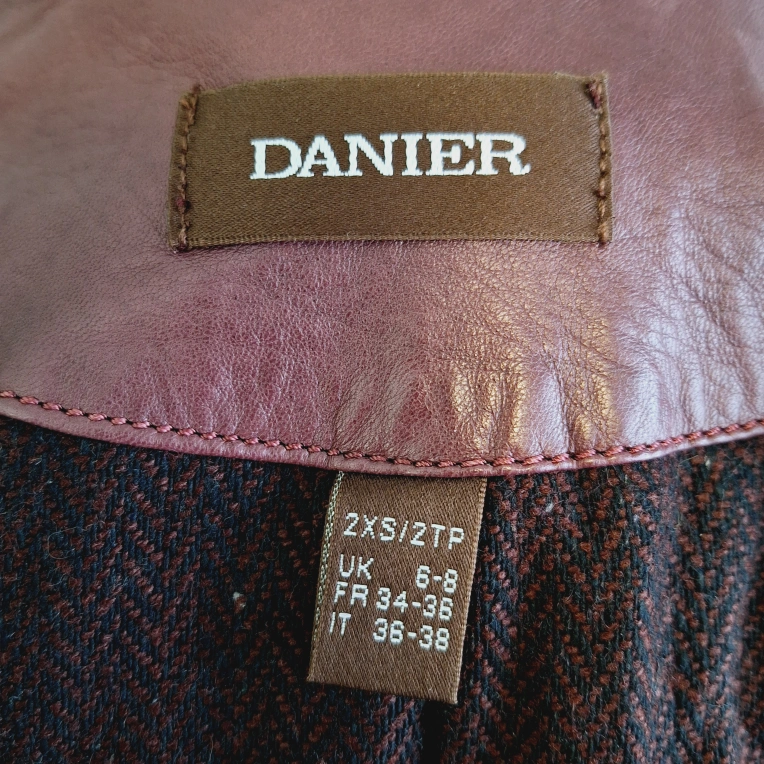 DANIER
2XS/2TP
UK 6-8
FR 34-36
IT 36-38